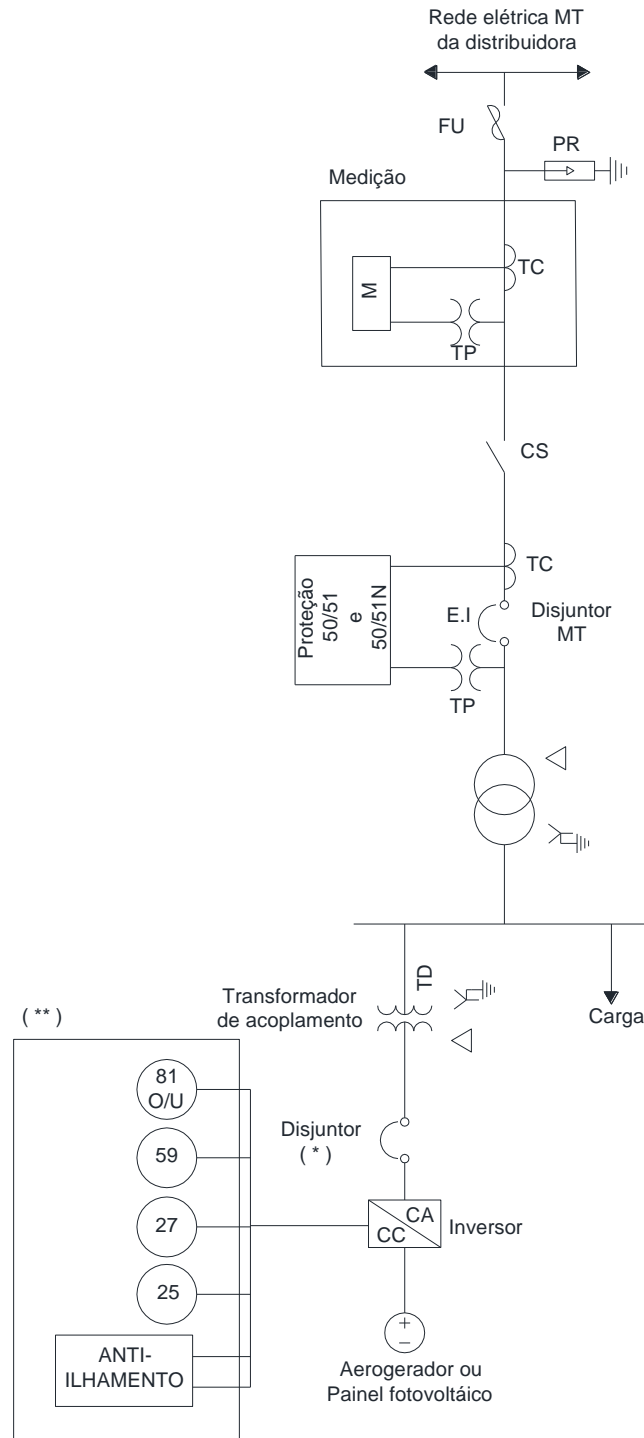 Rede elétrica MT
da distribuidora
FU
PR
Medição
TC
M
TP
CS
TC
Proteção
50/51
e
50/51N
E.I
Disjuntor
MT
TP
TD
Transformador
de acoplamento
Carga
( ** )
81
O/U
59
27
25
ANTI-
ILHAMENTO
Disjuntor
( * )
CA
CC
Inversor
+
−
Aerogerador ou
Painel fotovoltáico